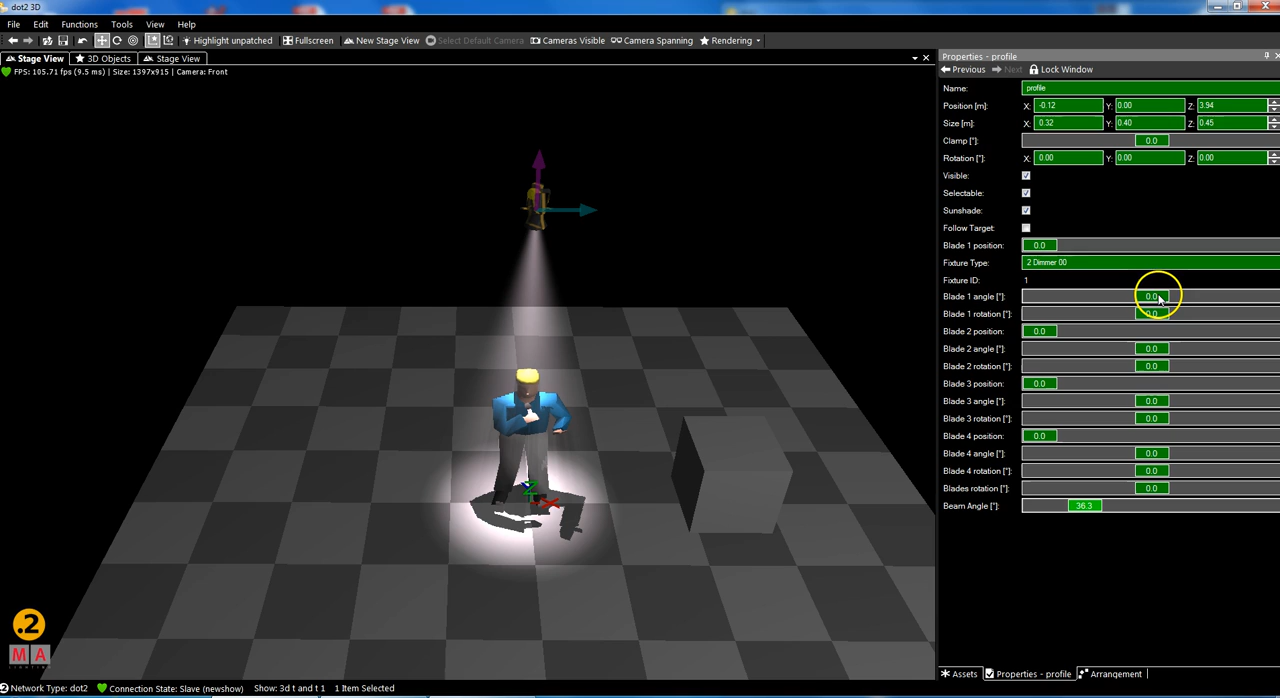 dot2 3D
File Edit Functions Tools View Help
Highlight unpatched Fullscreen New Stage View Select Default Camera Cameras Visible Camera Spanning Rendering
Stage View 3D Objects Stage View
FPS: 105.71 fps (9.5 ms) | Size: 1397x915 | Camera: Front
Properties - profile
Previous Next Lock Window
Name: profile
Position [m]: X: -0.12 Y: 0.00 Z: 3.94
Size [m]: X: 0.32 Y: 0.40 Z: 0.45
Clamp [°]: 0.0
Rotation [°]: X: 0.00 Y: 0.00 Z: 0.00
Visible:
Selectable:
Sunshade:
Follow Target:
Blade 1 position: 0.0
Fixture Type: 2 Dimmer 00
Fixture ID: 1
Blade 1 angle [°]: 0.0
Blade 1 rotation [°]: 0.0
Blade 2 position: 0.0
Blade 2 angle [°]: 0.0
Blade 2 rotation [°]: 0.0
Blade 3 position: 0.0
Blade 3 angle [°]: 0.0
Blade 3 rotation [°]: 0.0
Blade 4 position: 0.0
Blade 4 angle [°]: 0.0
Blade 4 rotation [°]: 0.0
Blades rotation [°]: 0.0
Beam Angle [°]: 36.3
Z X
.2
MA
Assets Properties - profile Arrangement
Network Type: dot2 Connection State: Slave (newshow) Show: 3d t and t 1 1 Item Selected